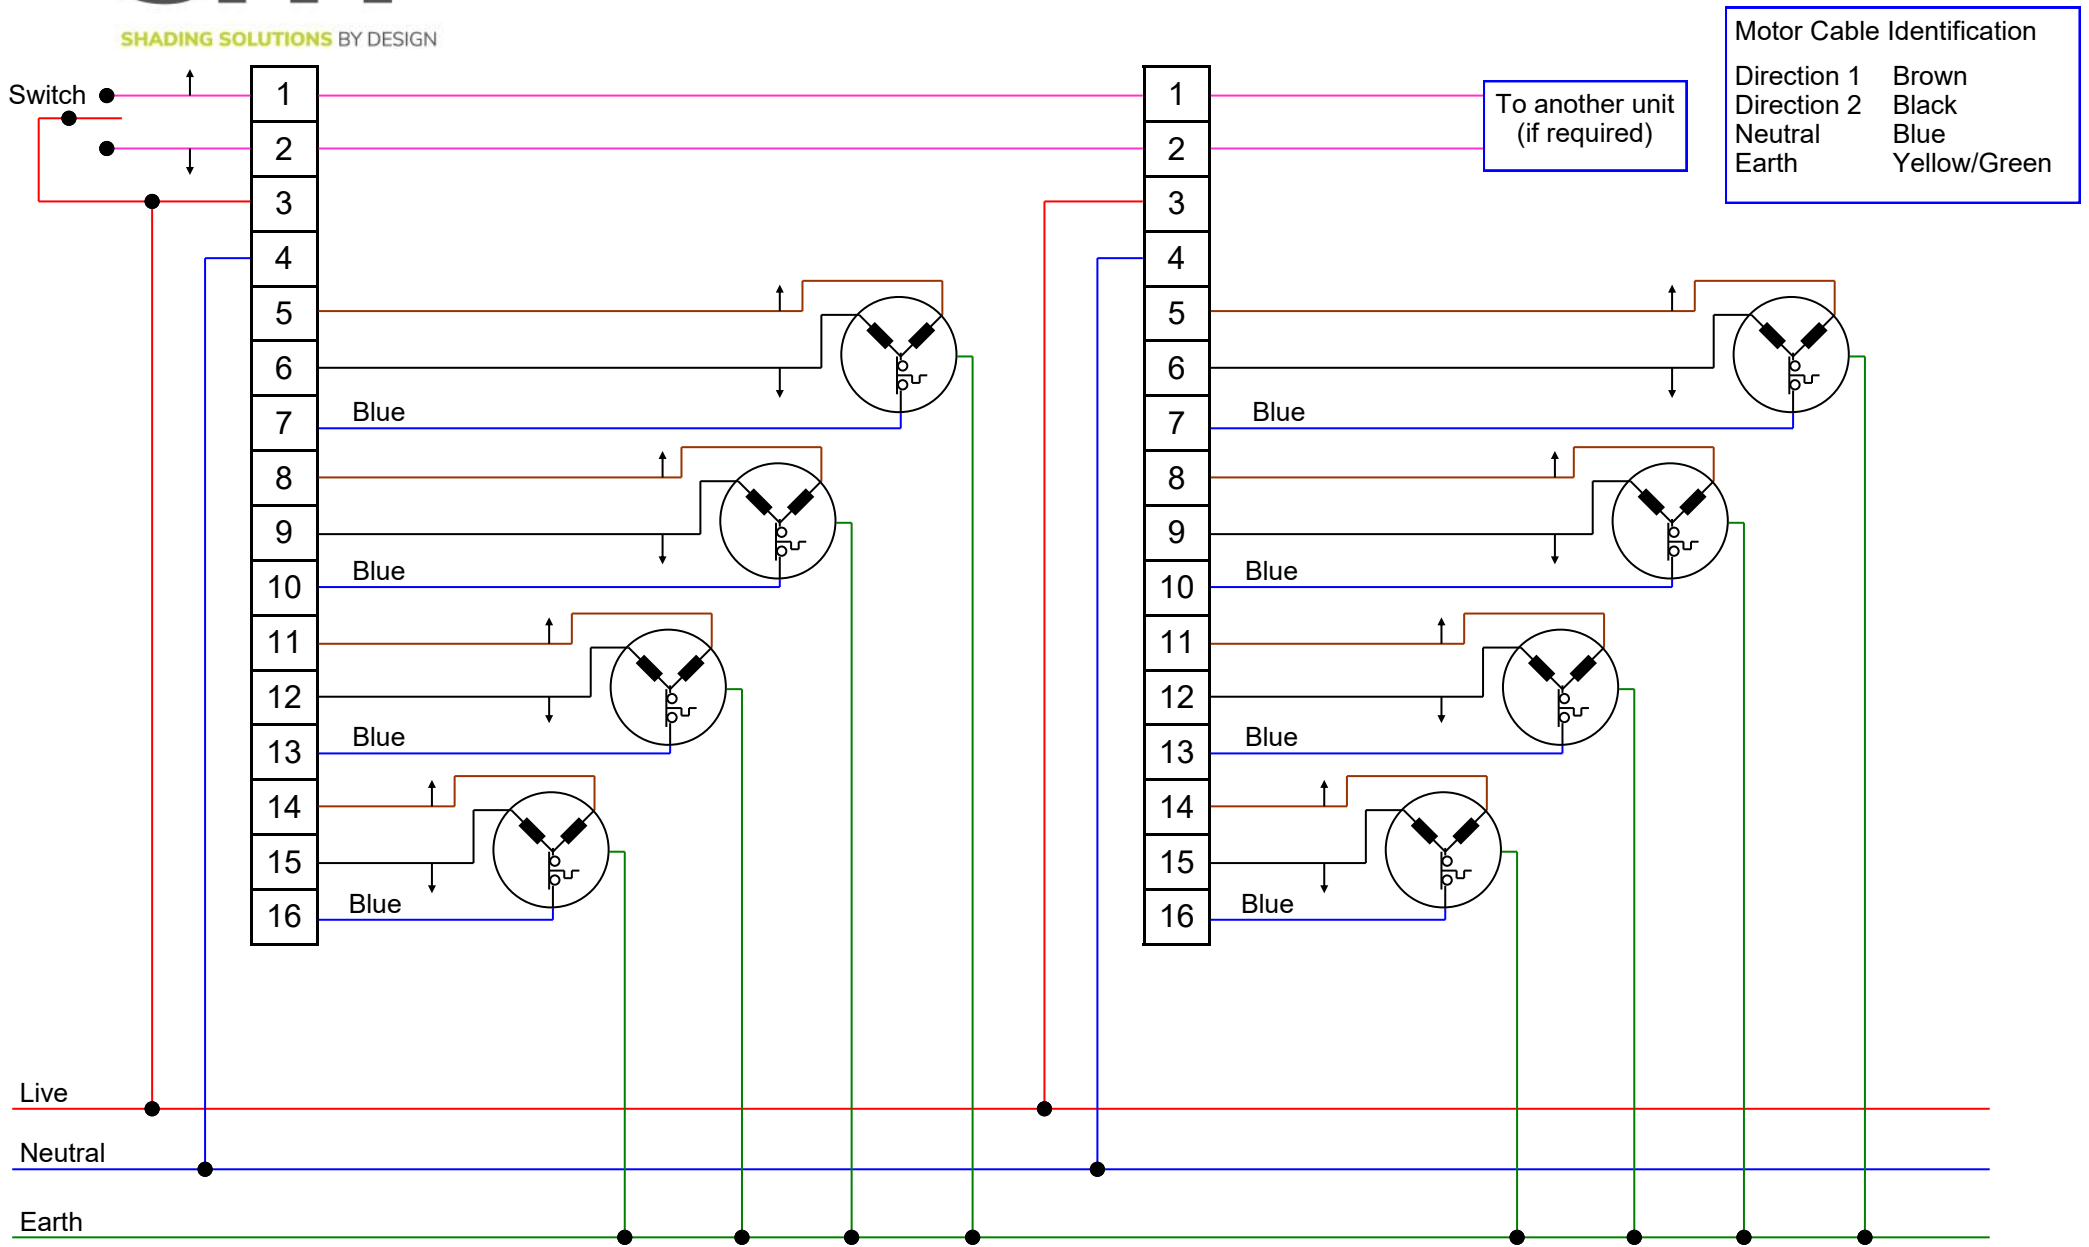 SHADING SOLUTIONS BY DESIGN
Motor Cable Identification
Direction 1 Brown
Direction 2 Black
Neutral Blue
Earth Yellow/Green
Switch
To another unit
(if required)
1
2
3
4
5
6
7
8
9
10
11
12
13
14
15
16
Blue
Blue
Blue
Blue
1
2
3
4
5
6
7
8
9
10
11
12
13
14
15
16
Blue
Blue
Blue
Blue
Live
Neutral
Earth